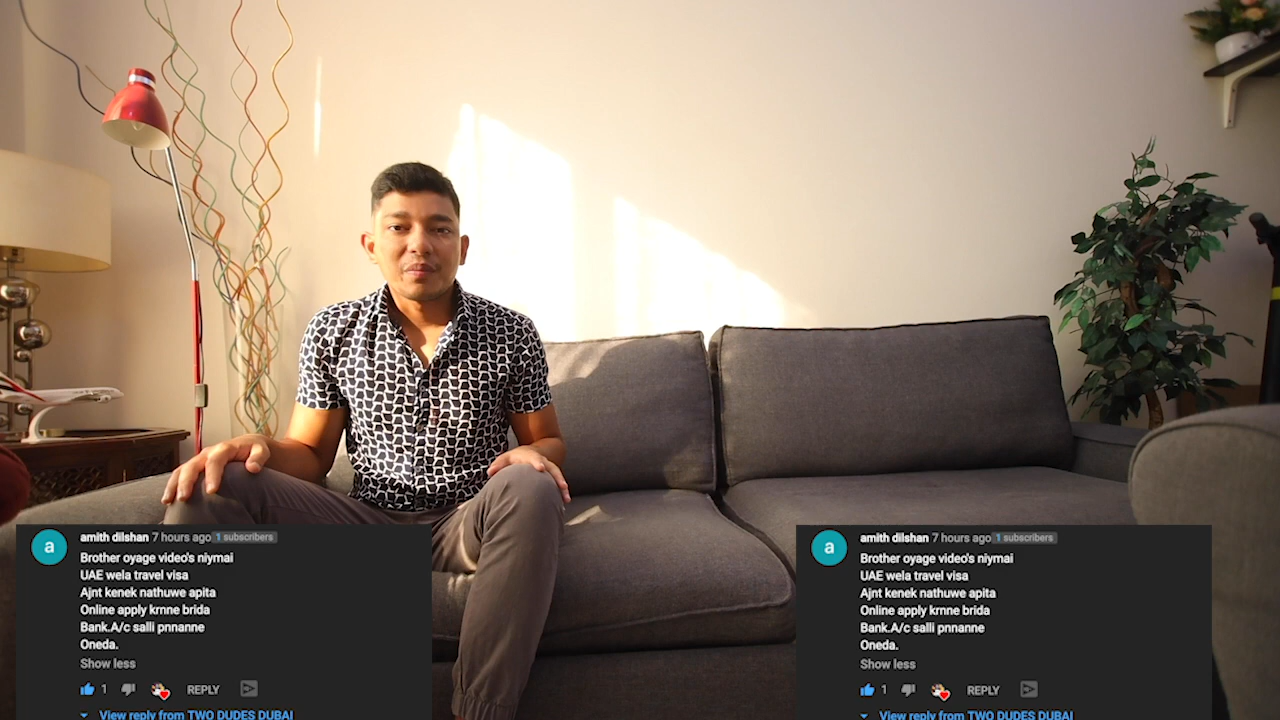 amith dilshan 7 hours ago 1 subscribers
Brother oyage video's niymai
UAE wela travel visa
Ajnt kenek nathuwe apita
Online apply krnne brida
Bank.A/c salli pnnanne
Oneda.
Show less
1 REPLY
View reply from TWO DUDES DUBAI
amith dilshan 7 hours ago 1 subscribers
Brother oyage video's niymai
UAE wela travel visa
Ajnt kenek nathuwe apita
Online apply krnne brida
Bank.A/c salli pnnanne
Oneda.
Show less
1 REPLY
View reply from TWO DUDES DUBAI